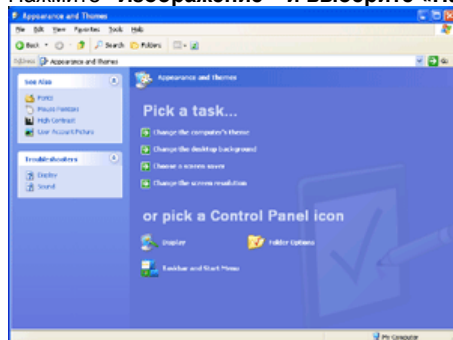 "Изображение" и выберите
Appearance and Themes
File Edit View Favorites Tools Help
Back Search Folders
Address Appearance and Themes Go
See Also
Appearance and Themes
Fonts
Mouse Pointers
High Contrast
User Account Picture
Pick a task...
Change the computer's theme
Change the desktop background
Choose a screen saver
Change the screen resolution
Troubleshooters
Display
Sound
or pick a Control Panel icon
Display
Folder Options
Taskbar and Start Menu
My Computer